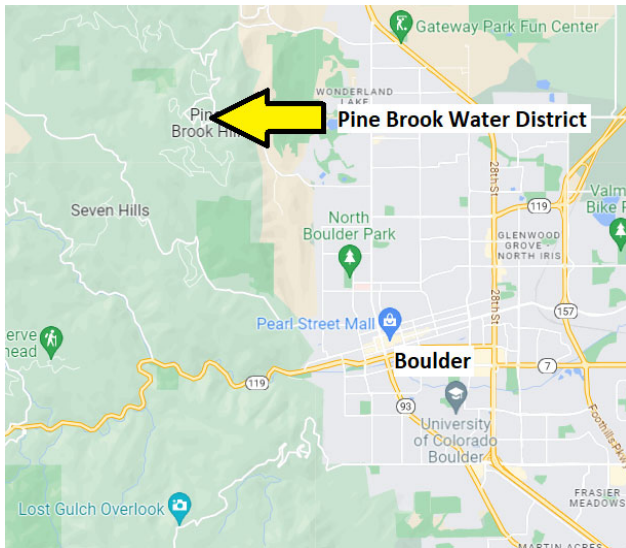 Gateway Park Fun Center
WONDERLAND
LAKE
Pine
Brook Hill
Pine Brook Water District
28th St
119
Valm
Bike P
Seven Hills
North
Boulder Park
GLENWOOD
GROVE -
NORTH IRIS
28th St
157
Pearl Street Mall
erve
head
Boulder
7
119
93
University
of Colorado
Boulder
Foothills Pkwy
Lost Gulch Overlook
FRASIER
MEADOWS
MARTIN ACRES